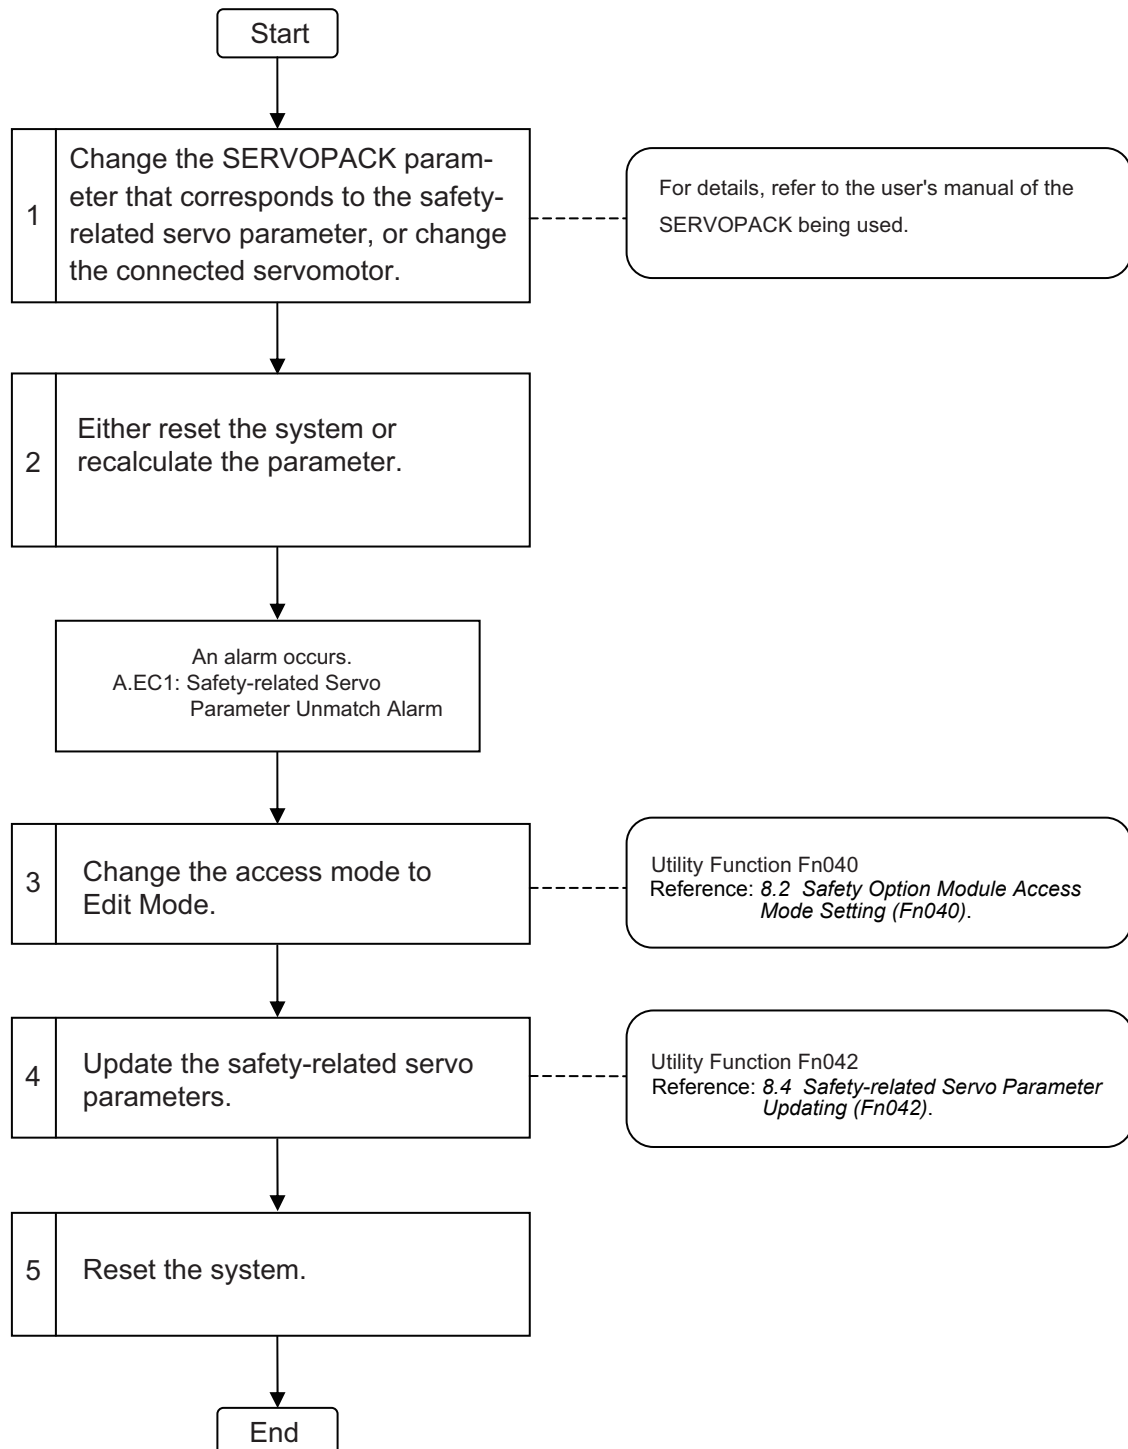 Start
1
Change the SERVOPACK param-
eter that corresponds to the safety-
related servo parameter, or change
the connected servomotor.
For details, refer to the user's manual of the
SERVOPACK being used.
2
Either reset the system or
recalculate the parameter.
An alarm occurs.
A.EC1: Safety-related Servo
Parameter Unmatch Alarm
3
Change the access mode to
Edit Mode.
Utility Function Fn040
Reference: 8.2 Safety Option Module Access
Mode Setting (Fn040).
4
Update the safety-related servo
parameters.
Utility Function Fn042
Reference: 8.4 Safety-related Servo Parameter
Updating (Fn042).
5
Reset the system.
End